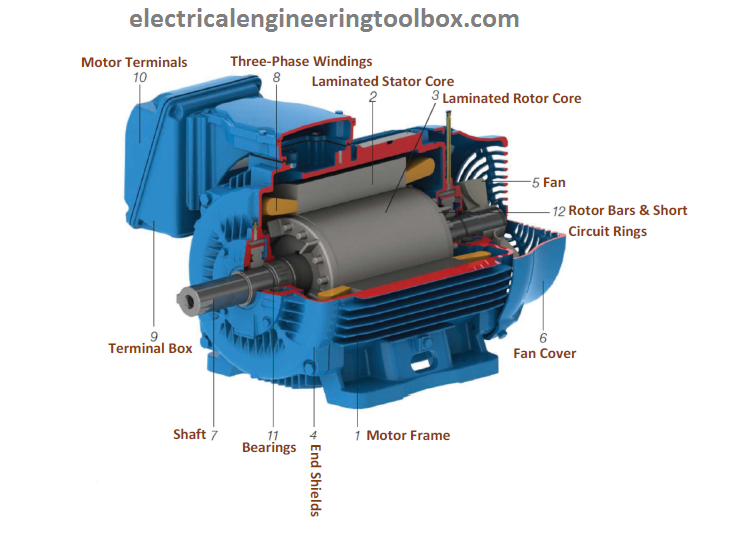 electricalengineeringtoolbox.com
Motor Terminals
10
Three-Phase Windings
8
Laminated Stator Core
2
3 Laminated Rotor Core
5 Fan
12 Rotor Bars & Short
Circuit Rings
6
Fan Cover
9
Terminal Box
Shaft 7
11
Bearings
4
End Shields
1 Motor Frame